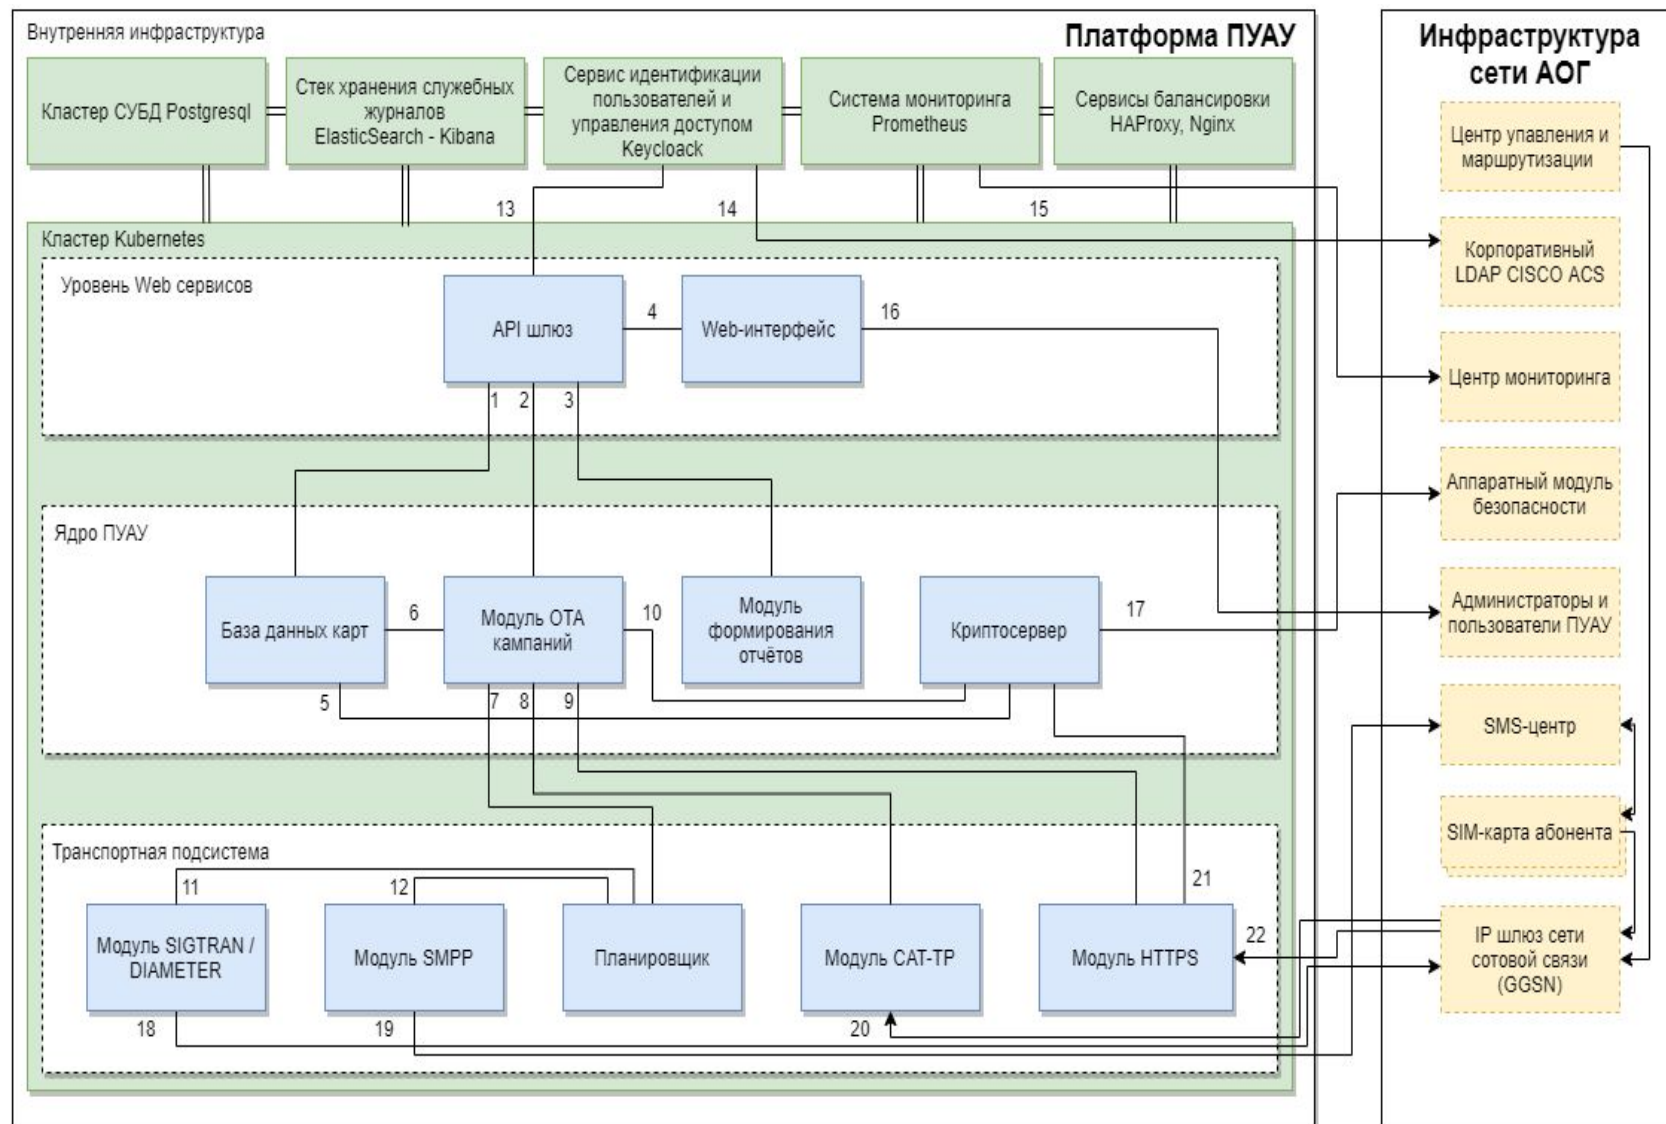 Внутренняя инфраструктура
Платформа ПУАУ
Кластер СУБД Postgresql
Стек хранения служебных
журналов
ElasticSearch - Kibana
Сервис идентификации
пользователей и
управления доступом
Keycloack
Система мониторинга
Prometheus
Сервисы балансировки
HAProxy, Nginx
13
14
15
Кластер Kubernetes
Уровень Web сервисов
API шлюз
4
Web-интерфейс
16
1
2
3
Ядро ПУАУ
База данных карт
6
Модуль ОТА
кампаний
10
Модуль
формирования
отчётов
Криптосервер
17
5
7
8
9
Транспортная подсистема
11
12
21
Модуль SIGTRAN /
DIAMETER
Модуль SMPP
Планировщик
Модуль CAT-TP
Модуль HTTPS
22
18
19
20
Инфраструктура
сети АОГ
Центр упавления и
маршрутизации
Корпоративный
LDAP CISCO ACS
Центр мониторинга
Аппаратный модуль
безопасности
Администраторы и
пользователи ПУАУ
SMS-центр
SIM-карта абонента
IP шлюз сети
сотовой связи
(GGSN)